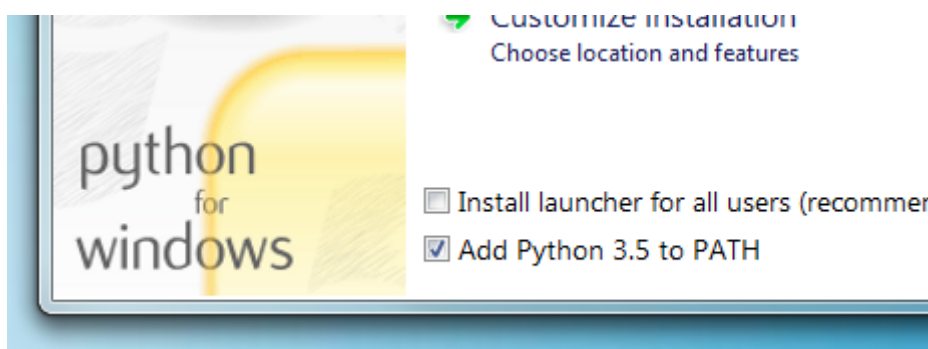 Customize installation
Choose location and features
python
for
windows
Install launcher for all users (recommen
Add Python 3.5 to PATH